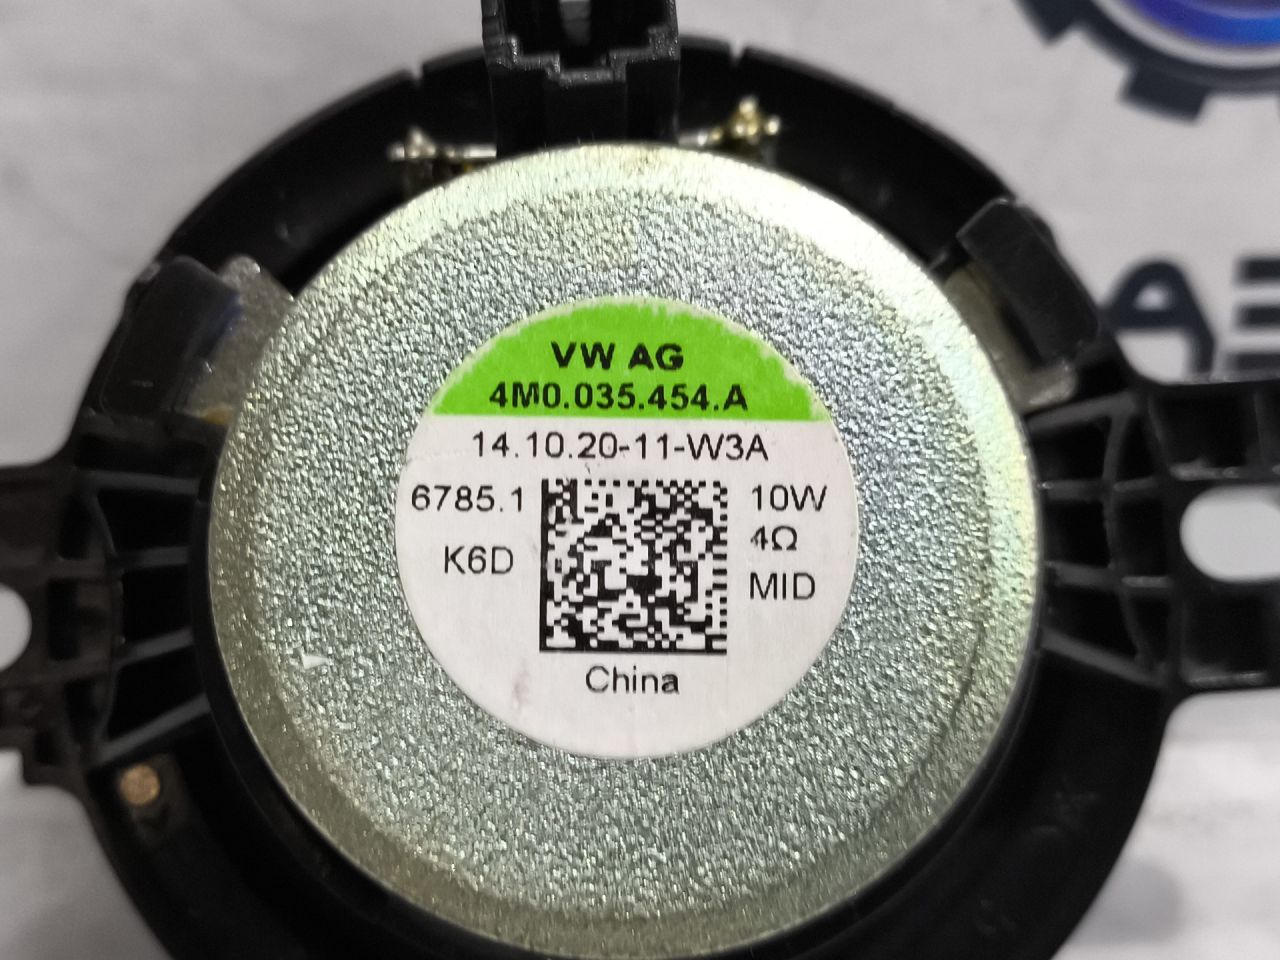 VW AG
4M0.035.454.A
14.10.20-11-W3A
6785.1
10W
4Ω
K6D
MID
China